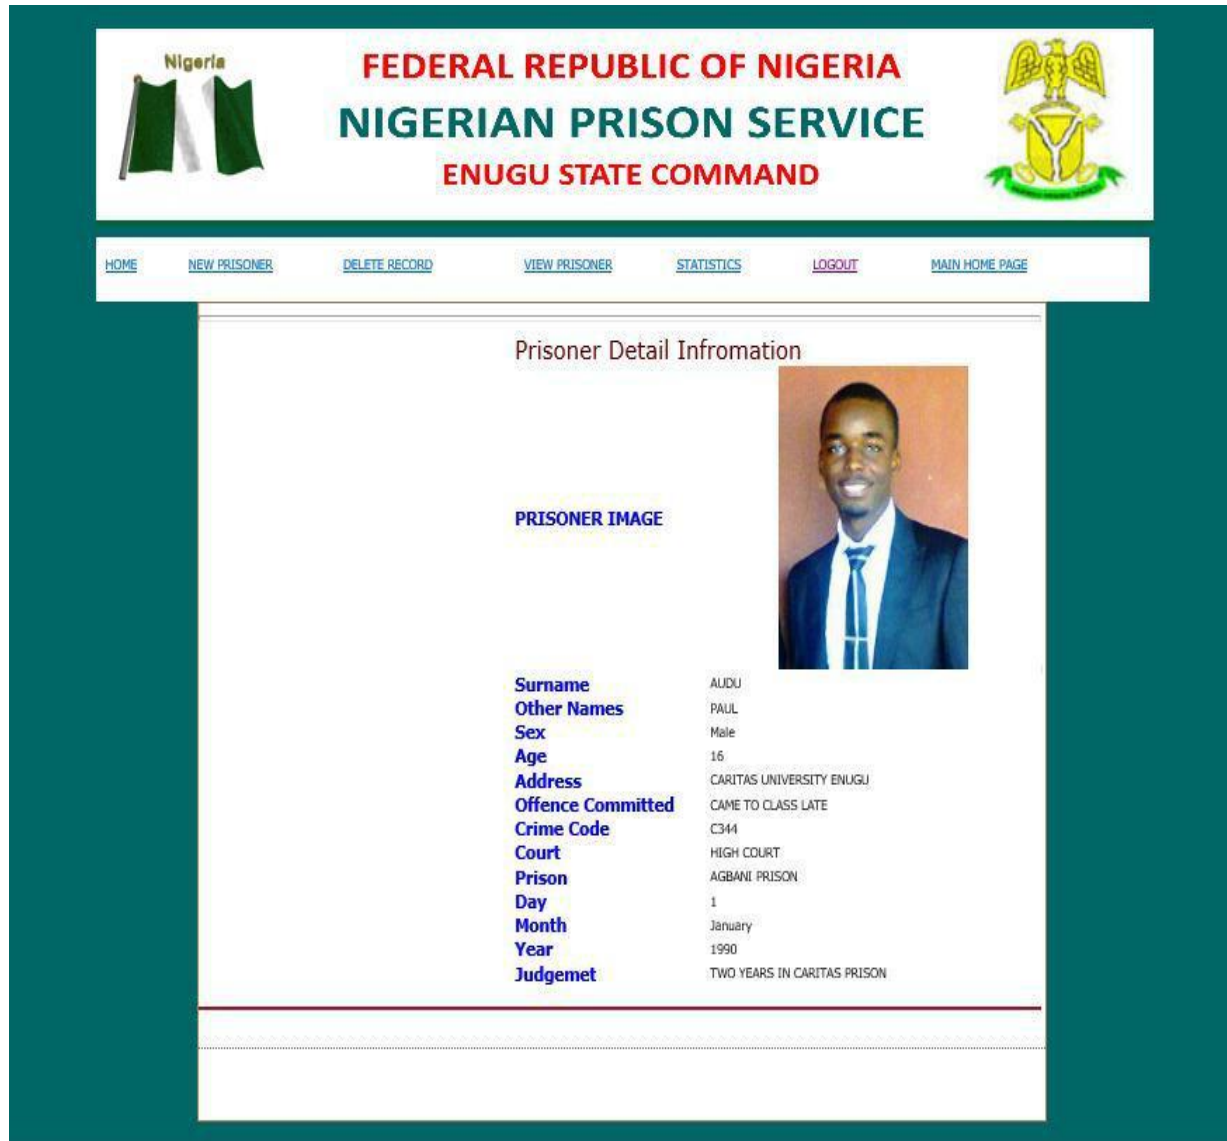 Nigeria
FEDERAL REPUBLIC OF NIGERIA
NIGERIAN PRISON SERVICE
ENUGU STATE COMMAND
HOME NEW PRISONER DELETE RECORD VIEW PRISONER STATISTICS LOGOUT MAIN HOME PAGE
Prisoner Detail Infromation
PRISONER IMAGE
Surname AUDU
Other Names PAUL
Sex Male
Age 16
Address CARITAS UNIVERSITY ENUGU
Offence Committed CAME TO CLASS LATE
Crime Code C344
Court HIGH COURT
Prison AGBANI PRISON
Day 1
Month January
Year 1990
Judgemet TWO YEARS IN CARITAS PRISON